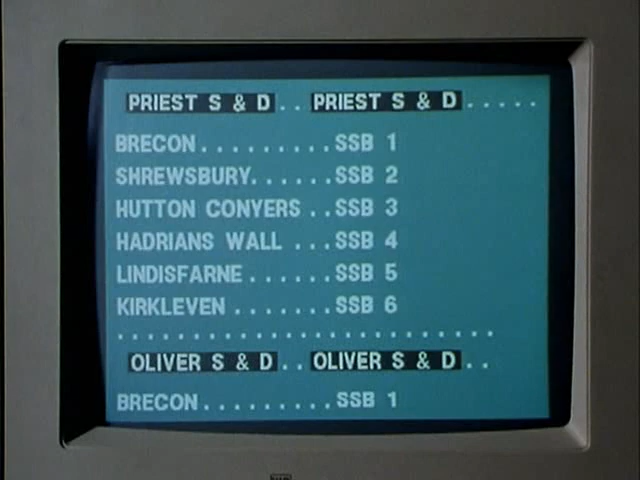 PRIEST S & D..PRIEST S & D.....
BRECON.........SSB 1
SHREWSBURY......SSB 2
HUTTON CONYERS..SSB 3
HADRIANS WALL...SSB 4
LINDISFARNE......SSB 5
KIRKLEVEN.......SSB 6
........................
OLIVER S & D..OLIVER S & D..
BRECON.........SSB 1